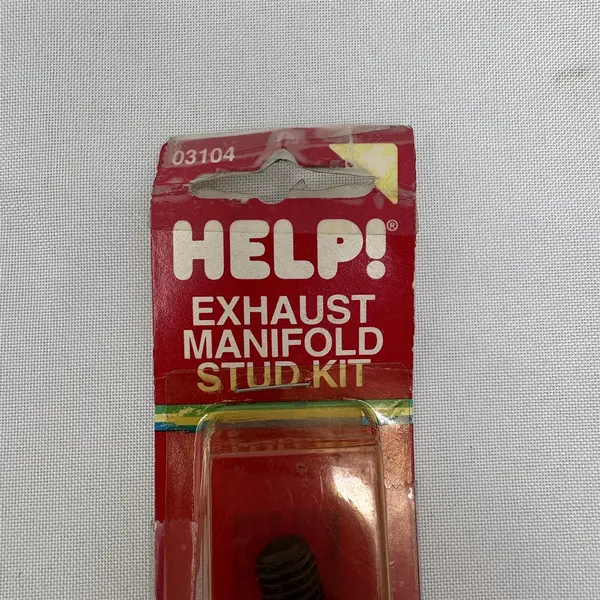 03104
HELP!®
EXHAUST
MANIFOLD
STUD KIT